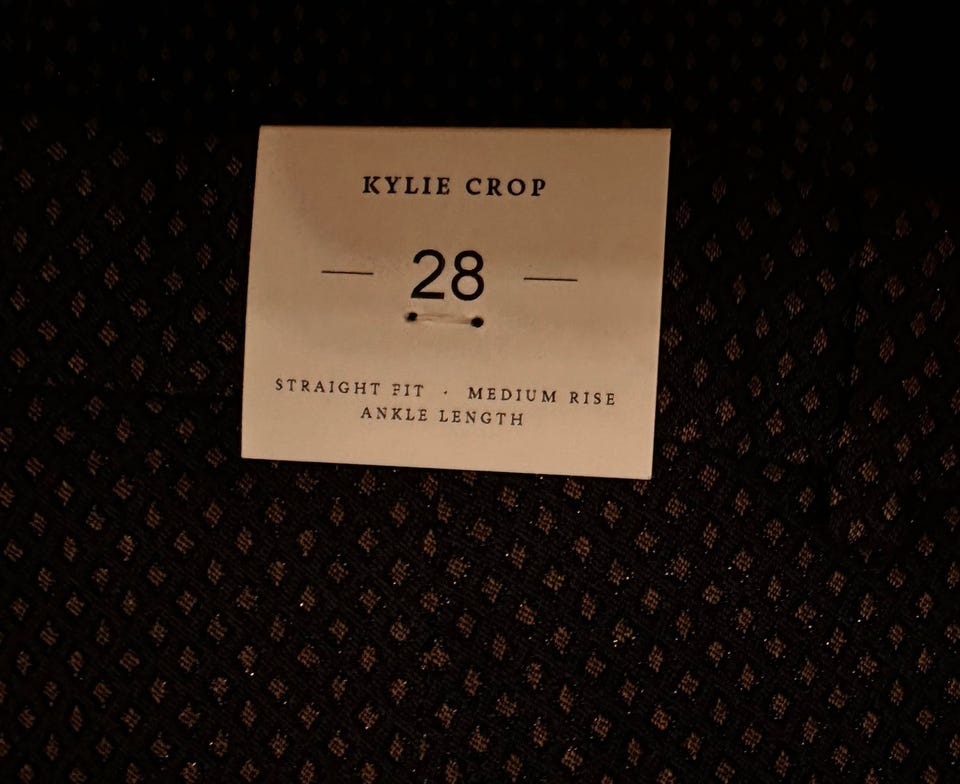 KYLIE CROP
— 28 —
STRAIGHT FIT · MEDIUM RISE
ANKLE LENGTH